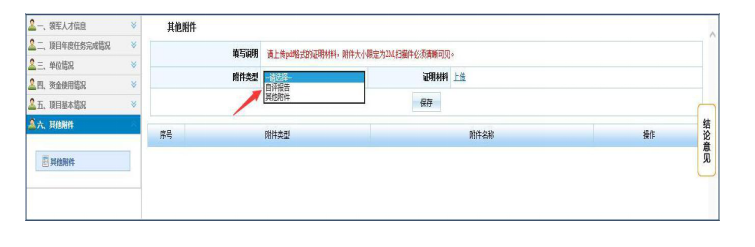 一、领军人才信息
二、项目年度任务完成情况
三、单位情况
四、资金使用情况
五、项目基本情况
六、其他附件
其他附件
其他附件
填写说明 请上传pdf格式的证明材料，附件大小限定为2M,扫描件必须清晰可见。
附件类型 --请选择-- 证明材料 上传
自评报告
其他附件
保存
序号 附件类型 附件名称 操作
结论意见